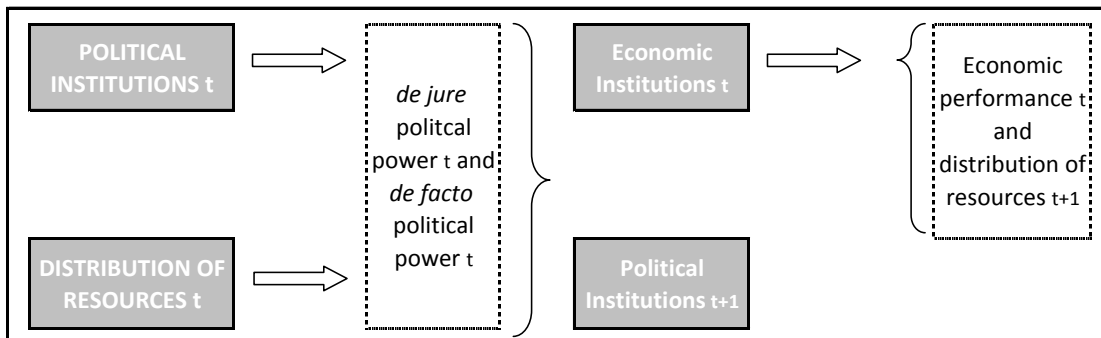 POLITICAL
INSTITUTIONS t
de jure
politcal
power t and
de facto
political
power t
Economic
Institutions t
Economic
performance t
and
distribution of
resources t+1
DISTRIBUTION OF
RESOURCES t
Political
Institutions t+1